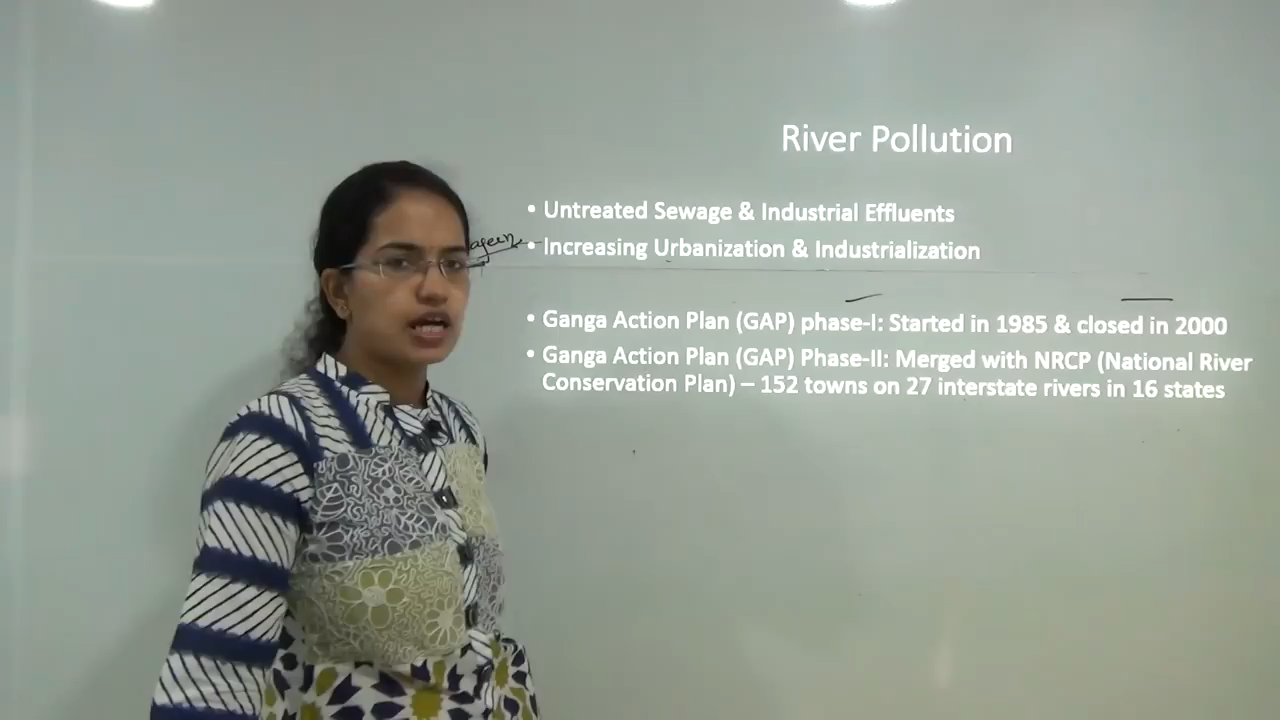 River Pollution
• Untreated Sewage & Industrial Effluents
• Increasing Urbanization & Industrialization
• Ganga Action Plan (GAP) phase-I: Started in 1985 & closed in 2000
• Ganga Action Plan (GAP) Phase-II: Merged with NRCP (National River
Conservation Plan) – 152 towns on 27 interstate rivers in 16 states